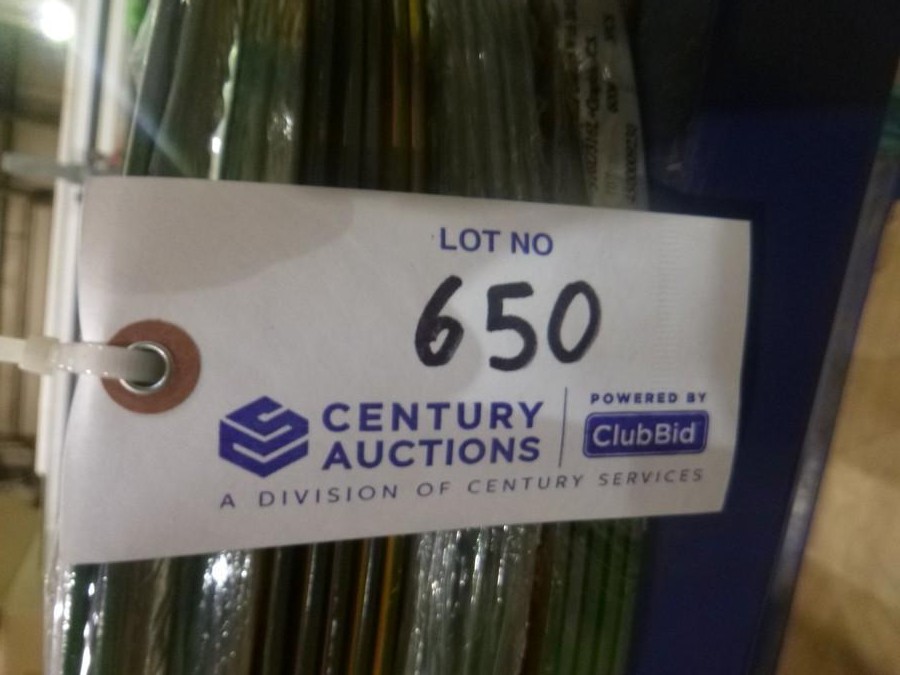 LOT NO
650
CENTURY
AUCTIONS
POWERED BY
ClubBid
A DIVISION OF CENTURY SERVICES